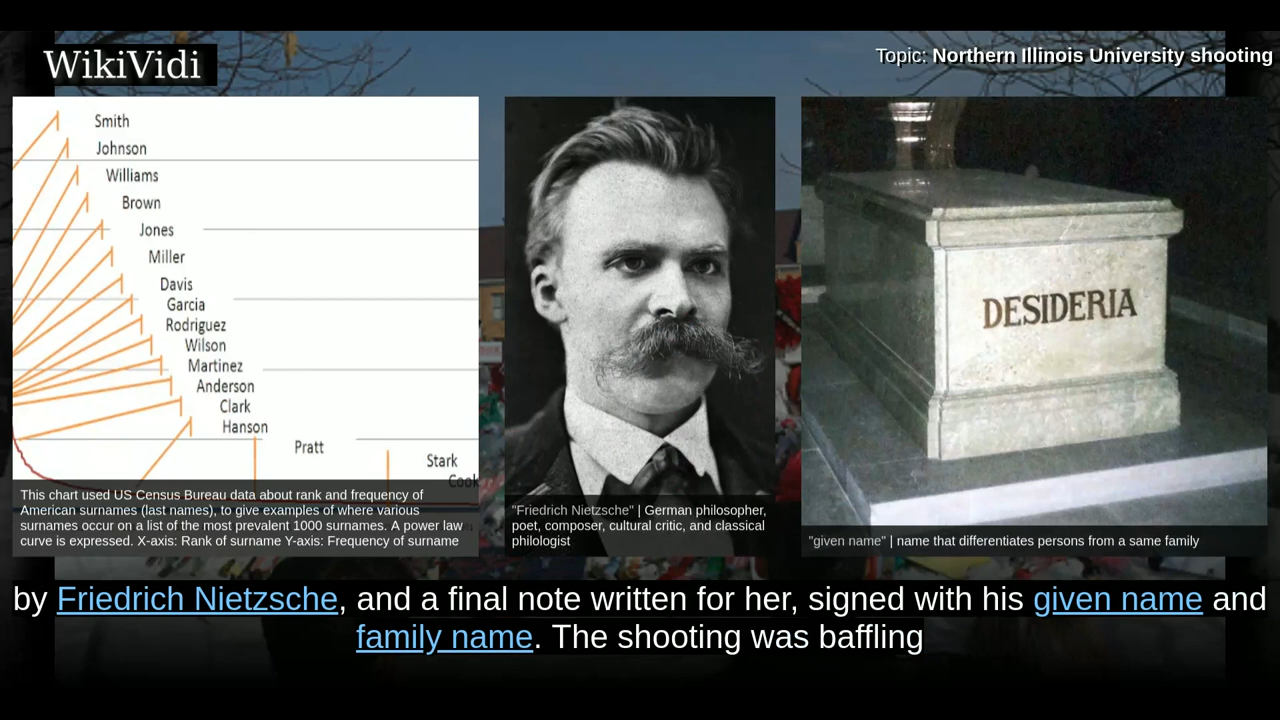 WikiVidi
Topic: Northern Illinois University shooting
Smith
Johnson
Williams
Brown
Jones
Miller
Davis
Garcia
Rodriguez
Wilson
Martinez
Anderson
Clark
Hanson
Pratt
Stark
Cook
This chart used US Census Bureau data about rank and frequency of
American surnames (last names), to give examples of where various
surnames occur on a list of the most prevalent 1000 surnames. A power law
curve is expressed. X-axis: Rank of surname Y-axis: Frequency of surname
"Friedrich Nietzsche" | German philosopher,
poet, composer, cultural critic, and classical
philologist
DESIDERIA
"given name" | name that differentiates persons from a same family
by Friedrich Nietzsche, and a final note written for her, signed with his given name and
family name. The shooting was baffling